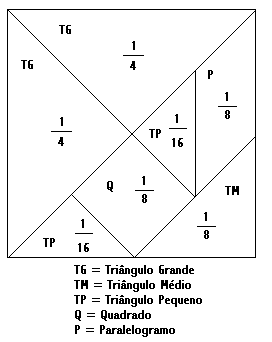 TG
1/4
TG
P
1/8
1/4
TP 1/16
Q 1/8
TM
1/8
TP 1/16
TG = Triângulo Grande
TM = Triângulo Médio
TP = Triângulo Pequeno
Q = Quadrado
P = Paralelogramo